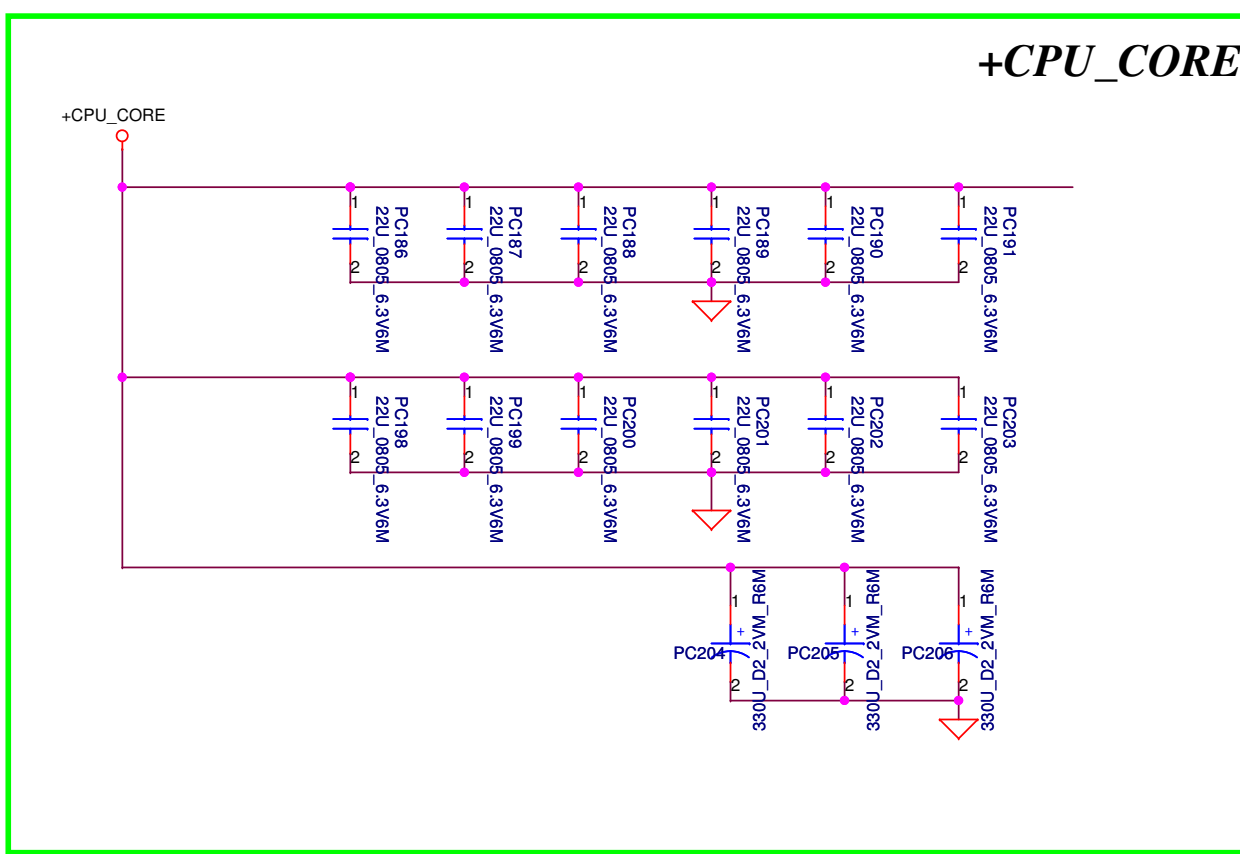 +CPU_CORE
+CPU_CORE
1
2
PC186
22U_0805_6.3V6M
1
2
PC187
22U_0805_6.3V6M
1
2
PC188
22U_0805_6.3V6M
1
2
PC189
22U_0805_6.3V6M
1
2
PC190
22U_0805_6.3V6M
1
2
PC191
22U_0805_6.3V6M
1
2
PC198
22U_0805_6.3V6M
1
2
PC199
22U_0805_6.3V6M
1
2
PC200
22U_0805_6.3V6M
1
2
PC201
22U_0805_6.3V6M
1
2
PC202
22U_0805_6.3V6M
1
2
PC203
22U_0805_6.3V6M
1
+
PC204
2
330U_D2_2VM_R6M
1
+
PC205
2
330U_D2_2VM_R6M
1
+
PC206
2
330U_D2_2VM_R6M